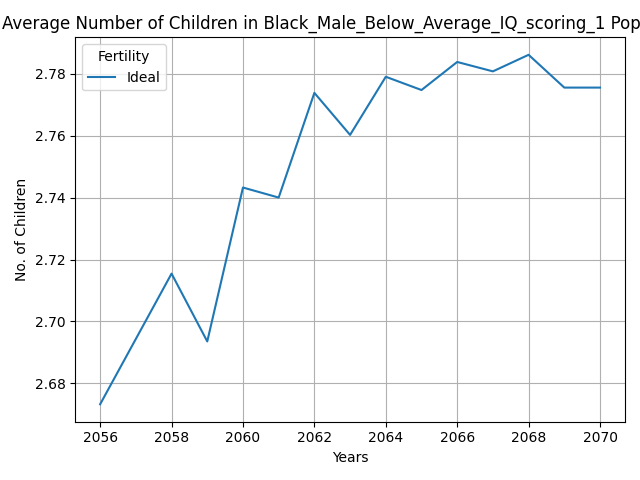 Average Number of Children in Black_Male_Below_Average_IQ_scoring_1 Pop
Fertility
Ideal
2.78
2.76
2.74
2.72
2.70
2.68
No. of Children
2056 2058 2060 2062 2064 2066 2068 2070
Years